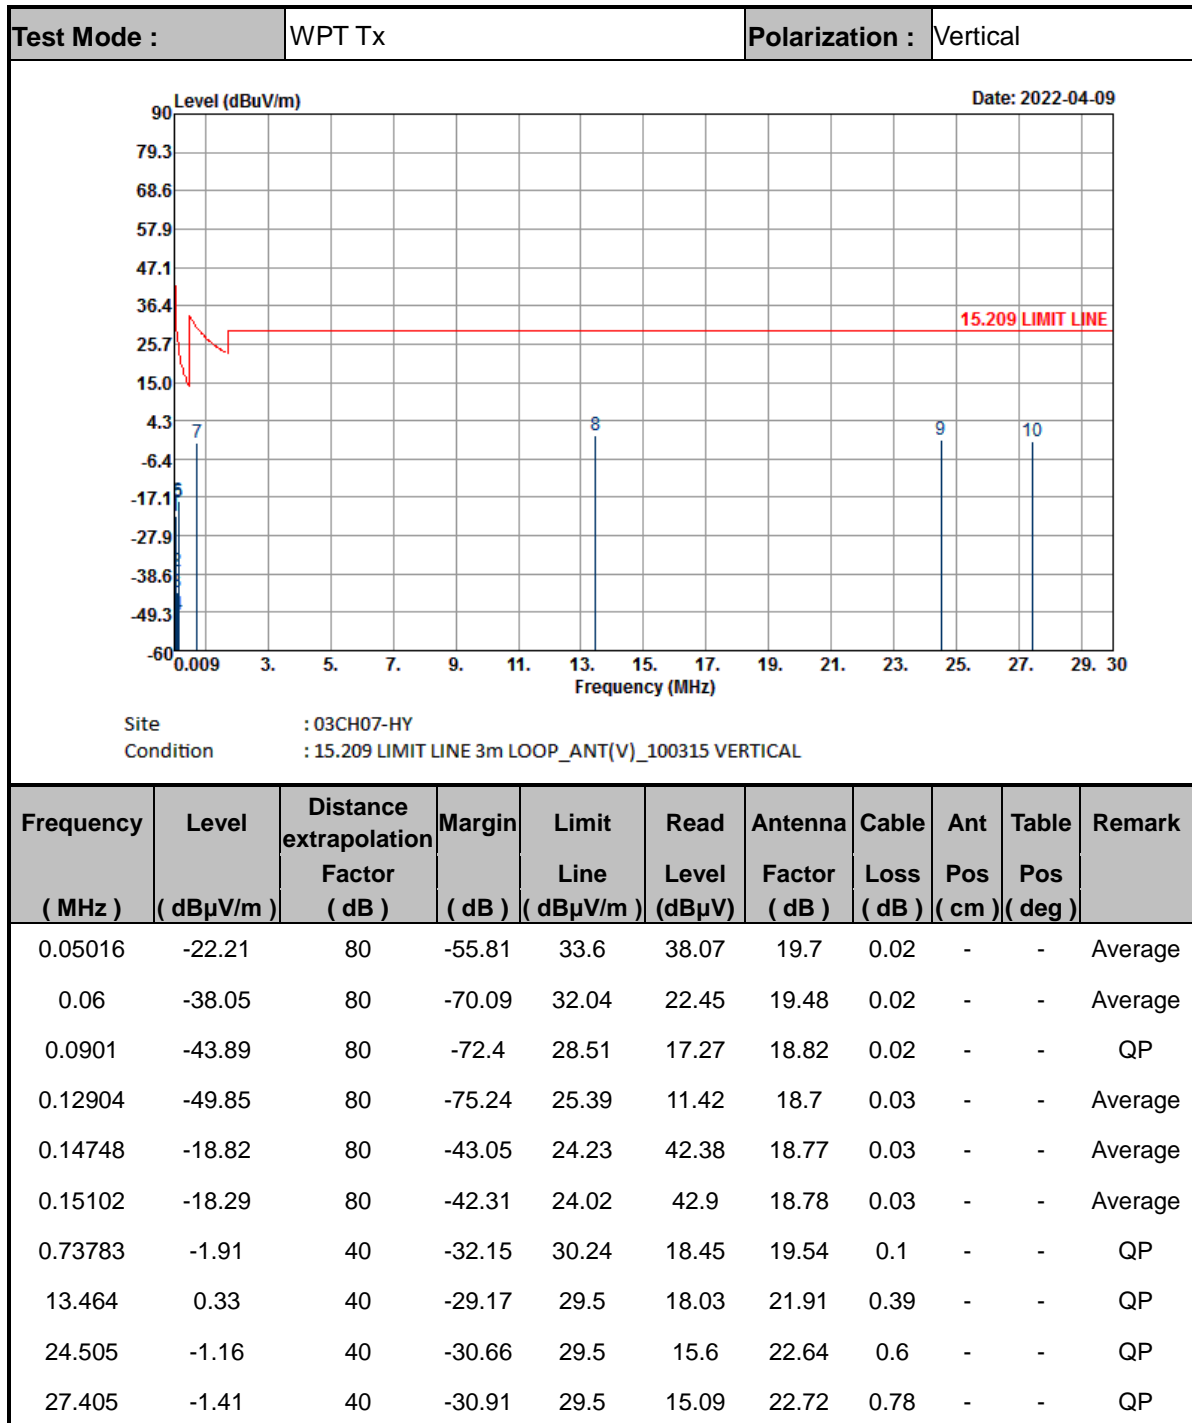 Test Mode : WPT Tx Polarization : Vertical
Level (dBuV/m) Date: 2022-04-09
90
79.3
68.6
57.9
47.1
36.4
15.209 LIMIT LINE
25.7
15.0
4.3
7 8 9 10
-6.4
-17.1
-27.9
-38.6
-49.3
-60
0.009 3. 5. 7. 9. 11. 13. 15. 17. 19. 21. 23. 25. 27. 29. 30
Frequency (MHz)
Site : 03CH07-HY
Condition : 15.209 LIMIT LINE 3m LOOP_ANT(V)_100315 VERTICAL
Frequency Level Distance extrapolation Margin Limit Read Antenna Cable Ant Table Remark
Factor Line Level Factor Loss Pos Pos
( MHz ) ( dBµV/m ) ( dB ) ( dB ) ( dBµV/m ) (dBµV) ( dB ) ( dB ) ( cm ) ( deg )
0.05016 -22.21 80 -55.81 33.6 38.07 19.7 0.02 - - Average
0.06 -38.05 80 -70.09 32.04 22.45 19.48 0.02 - - Average
0.0901 -43.89 80 -72.4 28.51 17.27 18.82 0.02 - - QP
0.12904 -49.85 80 -75.24 25.39 11.42 18.7 0.03 - - Average
0.14748 -18.82 80 -43.05 24.23 42.38 18.77 0.03 - - Average
0.15102 -18.29 80 -42.31 24.02 42.9 18.78 0.03 - - Average
0.73783 -1.91 40 -32.15 30.24 18.45 19.54 0.1 - - QP
13.464 0.33 40 -29.17 29.5 18.03 21.91 0.39 - - QP
24.505 -1.16 40 -30.66 29.5 15.6 22.64 0.6 - - QP
27.405 -1.41 40 -30.91 29.5 15.09 22.72 0.78 - - QP